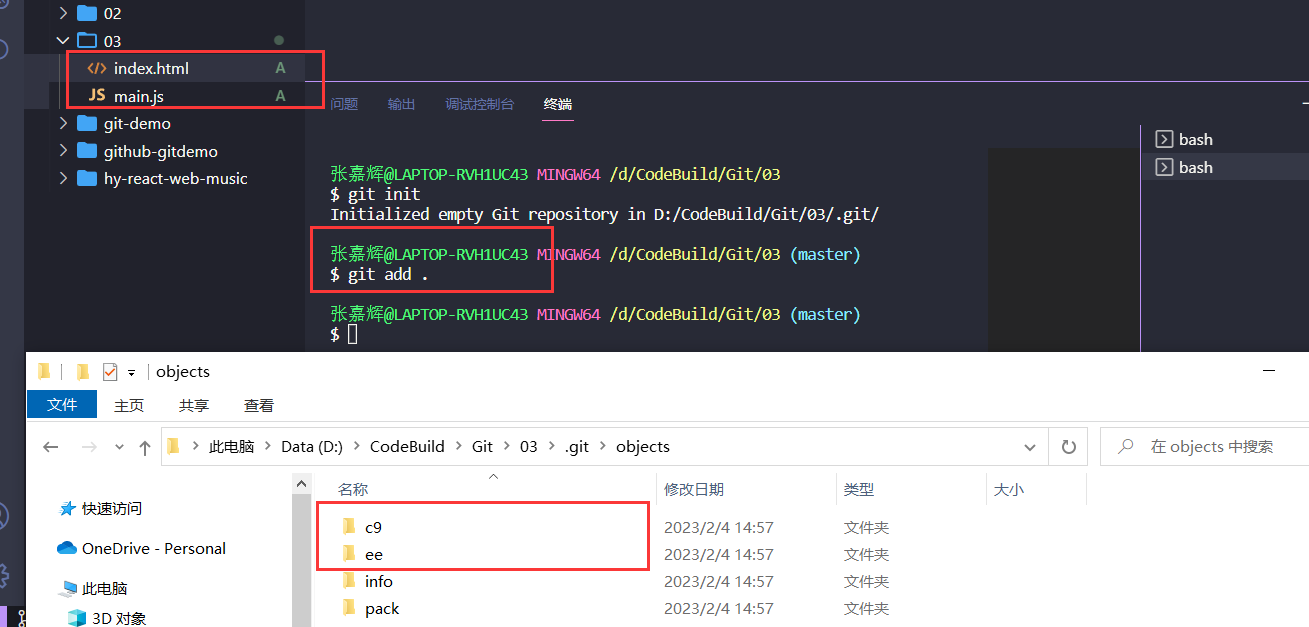 02
03
index.html A
JS main.js A
git-demo
github-gitdemo
hy-react-web-music
问题 输出 调试控制台 终端
bash
bash
张嘉辉@LAPTOP-RVH1UC43 MINGW64 /d/CodeBuild/Git/03
$ git init
Initialized empty Git repository in D:/CodeBuild/Git/03/.git/
张嘉辉@LAPTOP-RVH1UC43 MINGW64 /d/CodeBuild/Git/03 (master)
$ git add .
张嘉辉@LAPTOP-RVH1UC43 MINGW64 /d/CodeBuild/Git/03 (master)
$
objects
文件 主页 共享 查看
此电脑 > Data (D:) > CodeBuild > Git > 03 > .git > objects
在 objects 中搜索
快速访问
OneDrive - Personal
此电脑
3D 对象
名称 修改日期 类型 大小
c9 2023/2/4 14:57 文件夹
ee 2023/2/4 14:57 文件夹
info 2023/2/4 14:57 文件夹
pack 2023/2/4 14:57 文件夹